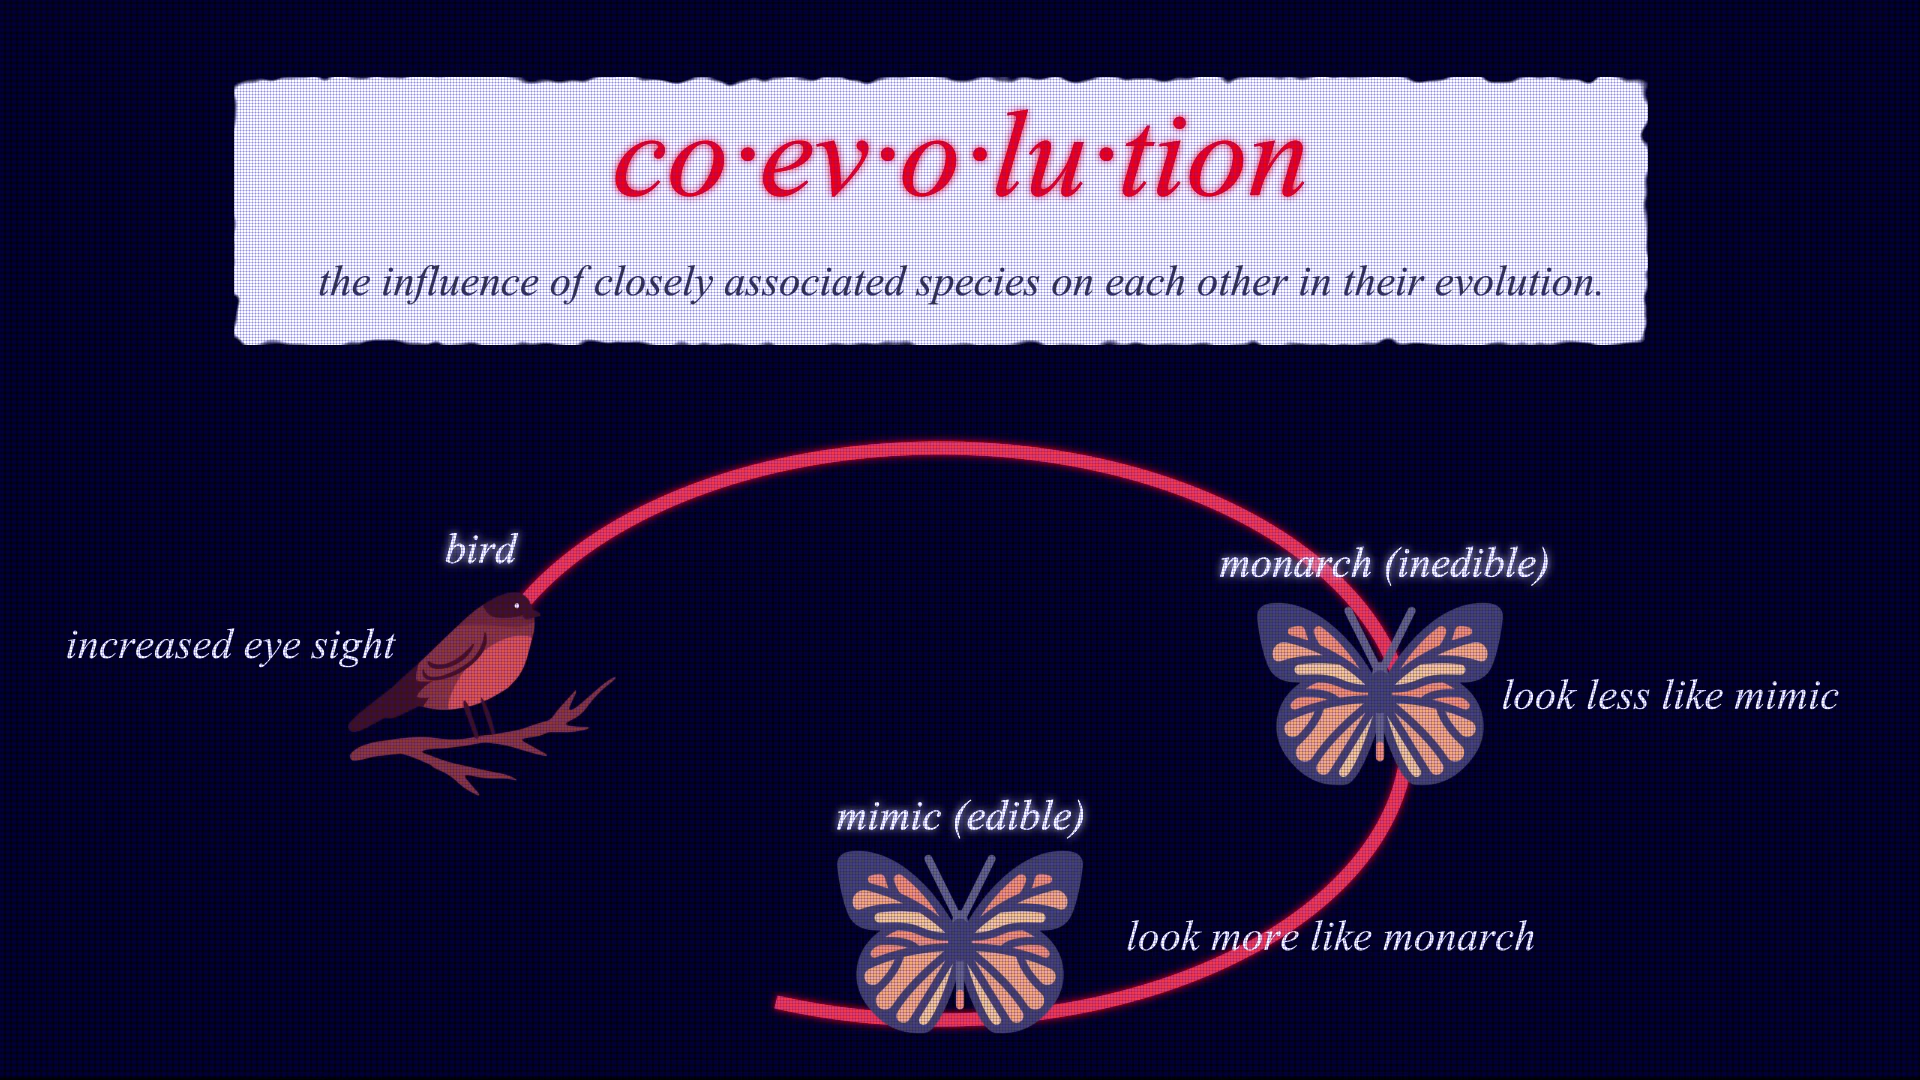 co·ev·o·lu·tion
the influence of closely associated species on each other in their evolution.
bird
increased eye sight
monarch (inedible)
look less like mimic
mimic (edible)
look more like monarch